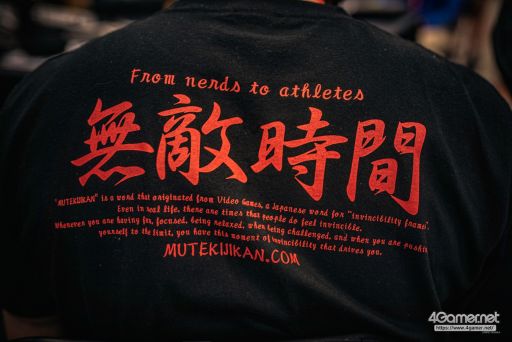 From nerds to athletes
無敵時間
"MUTEKIJIKAN" is a word that originated from Video Games, a Japanese word for "invincibility frame".
Even in real life, there are times that people do feel invincible.
Whenever you are having fun, focused, being relaxed, when being challenged, and when you are pushing
yourself to the limit, you have this moment of invincibility that drives you.
MUTEKIJIKAN.COM
4Gamer.net
https://www.4gamer.net/